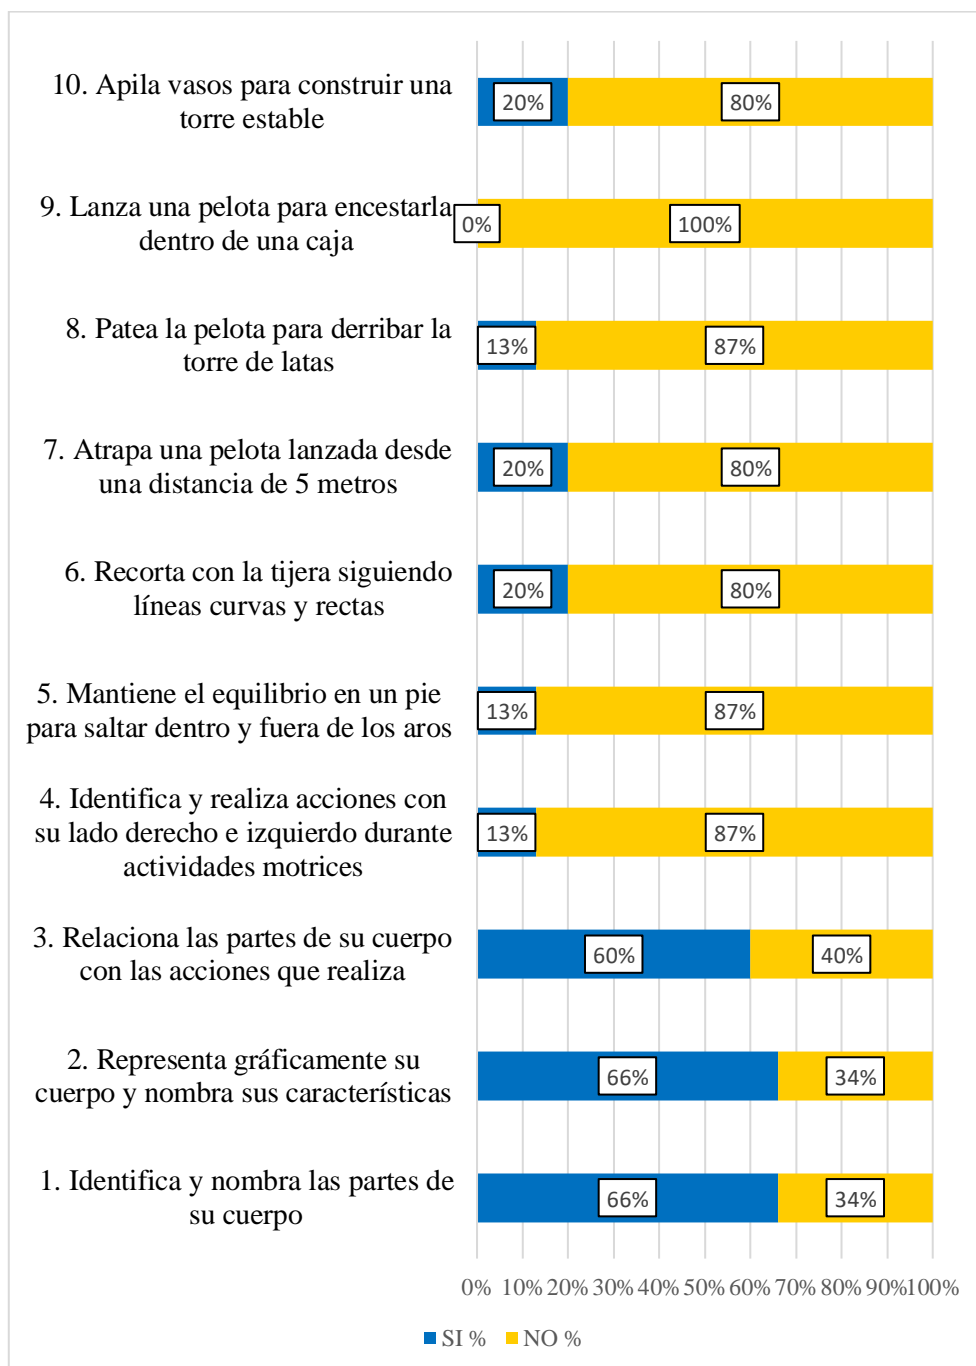 10. Apila vasos para construir una
torre estable
20%
80%
9. Lanza una pelota para encestarla
dentro de una caja
0%
100%
8. Patea la pelota para derribar la
torre de latas
13%
87%
7. Atrapa una pelota lanzada desde
una distancia de 5 metros
20%
80%
6. Recorta con la tijera siguiendo
líneas curvas y rectas
20%
80%
5. Mantiene el equilibrio en un pie
para saltar dentro y fuera de los aros
13%
87%
4. Identifica y realiza acciones con
su lado derecho e izquierdo durante
actividades motrices
13%
87%
3. Relaciona las partes de su cuerpo
con las acciones que realiza
60%
40%
2. Representa gráficamente su
cuerpo y nombra sus características
66%
34%
1. Identifica y nombra las partes de
su cuerpo
66%
34%
0% 10% 20% 30% 40% 50% 60% 70% 80% 90% 100%
SI % NO %